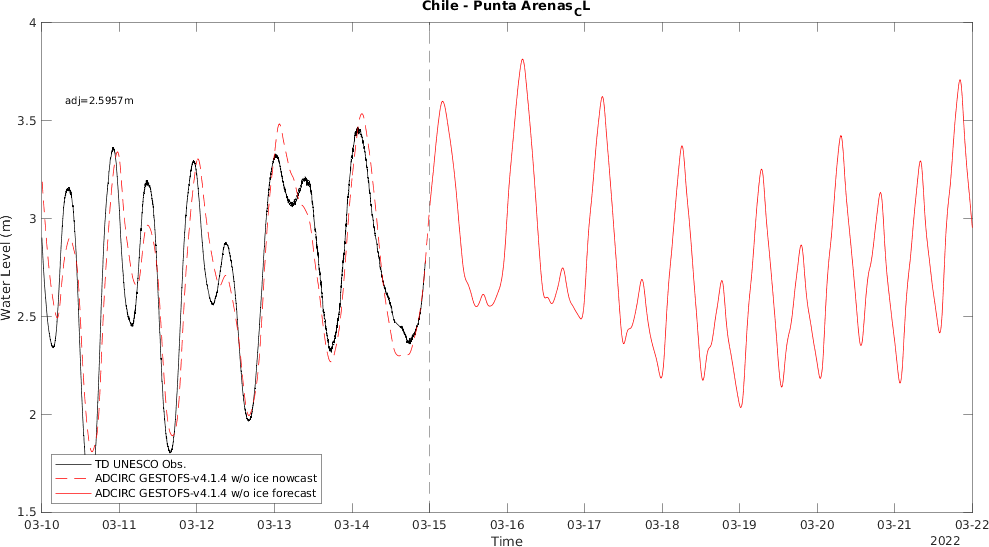 Chile - Punta Arenas_CL
4
3.5
3
2.5
2
1.5
Water Level (m)
adj=2.5957m
TD UNESCO Obs.
ADCIRC GESTOFS-v4.1.4 w/o ice nowcast
ADCIRC GESTOFS-v4.1.4 w/o ice forecast
03-10 03-11 03-12 03-13 03-14 03-15 03-16 03-17 03-18 03-19 03-20 03-21 03-22
Time
2022